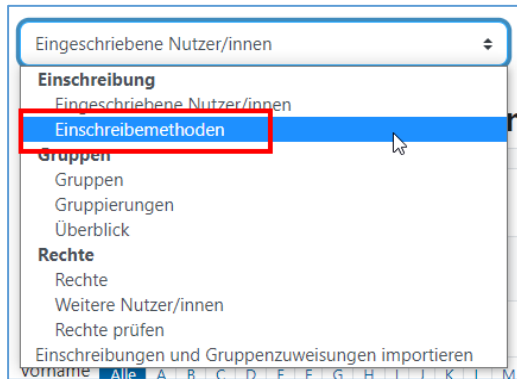 Eingeschriebene Nutzer/innen
Einschreibung
Eingeschriebene Nutzer/innen
Einschreibemethoden
Gruppen
Gruppen
Gruppierungen
Überblick
Rechte
Rechte
Weitere Nutzer/innen
Rechte prüfen
Einschreibungen und Gruppenzuweisungen importieren
Vorname Alle A B C D E F G H I J K L M